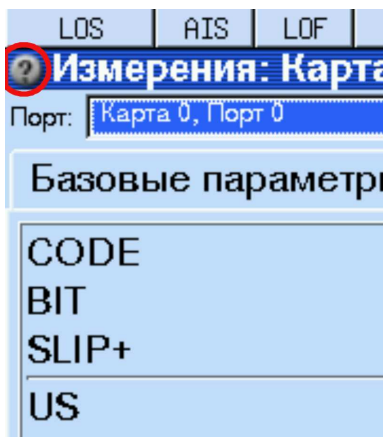 LOS AIS LOF
? Измерения: Карта
Порт: Карта 0, Порт 0
Базовые параметры
CODE
BIT
SLIP+
US